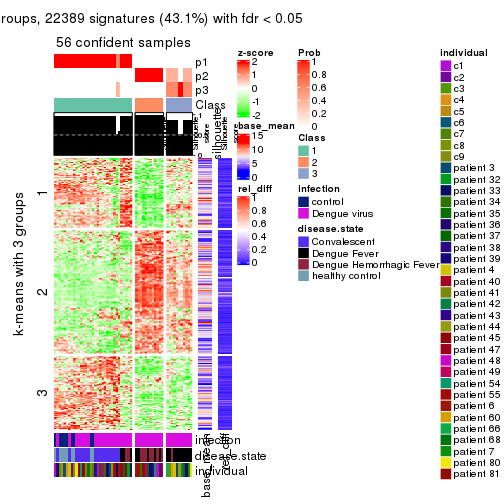 roups, 22389 signatures (43.1%) with fdr < 0.05
56 confident samples
p1
p2
p3
Class
1
0
Silhouette
score
silhouette
k-means with 3 groups
1
2
3
infection
disease.state
individual
base_mean
rel_diff
z-score
2
1
0
-1
-2
base_mean
15
10
5
0
rel_diff
1
0.8
0.6
0.4
0.2
0
Prob
1
0.8
0.6
0.4
0.2
0
Class
1
2
3
infection
control
Dengue virus
disease.state
Convalescent
Dengue Fever
Dengue Hemorrhagic Fever
healthy control
individual
c1
c2
c3
c4
c5
c6
c7
c8
c9
patient 3
patient 32
patient 33
patient 34
patient 35
patient 36
patient 37
patient 38
patient 39
patient 4
patient 40
patient 41
patient 42
patient 43
patient 44
patient 45
patient 47
patient 48
patient 49
patient 54
patient 55
patient 6
patient 60
patient 66
patient 68
patient 7
patient 80
patient 81